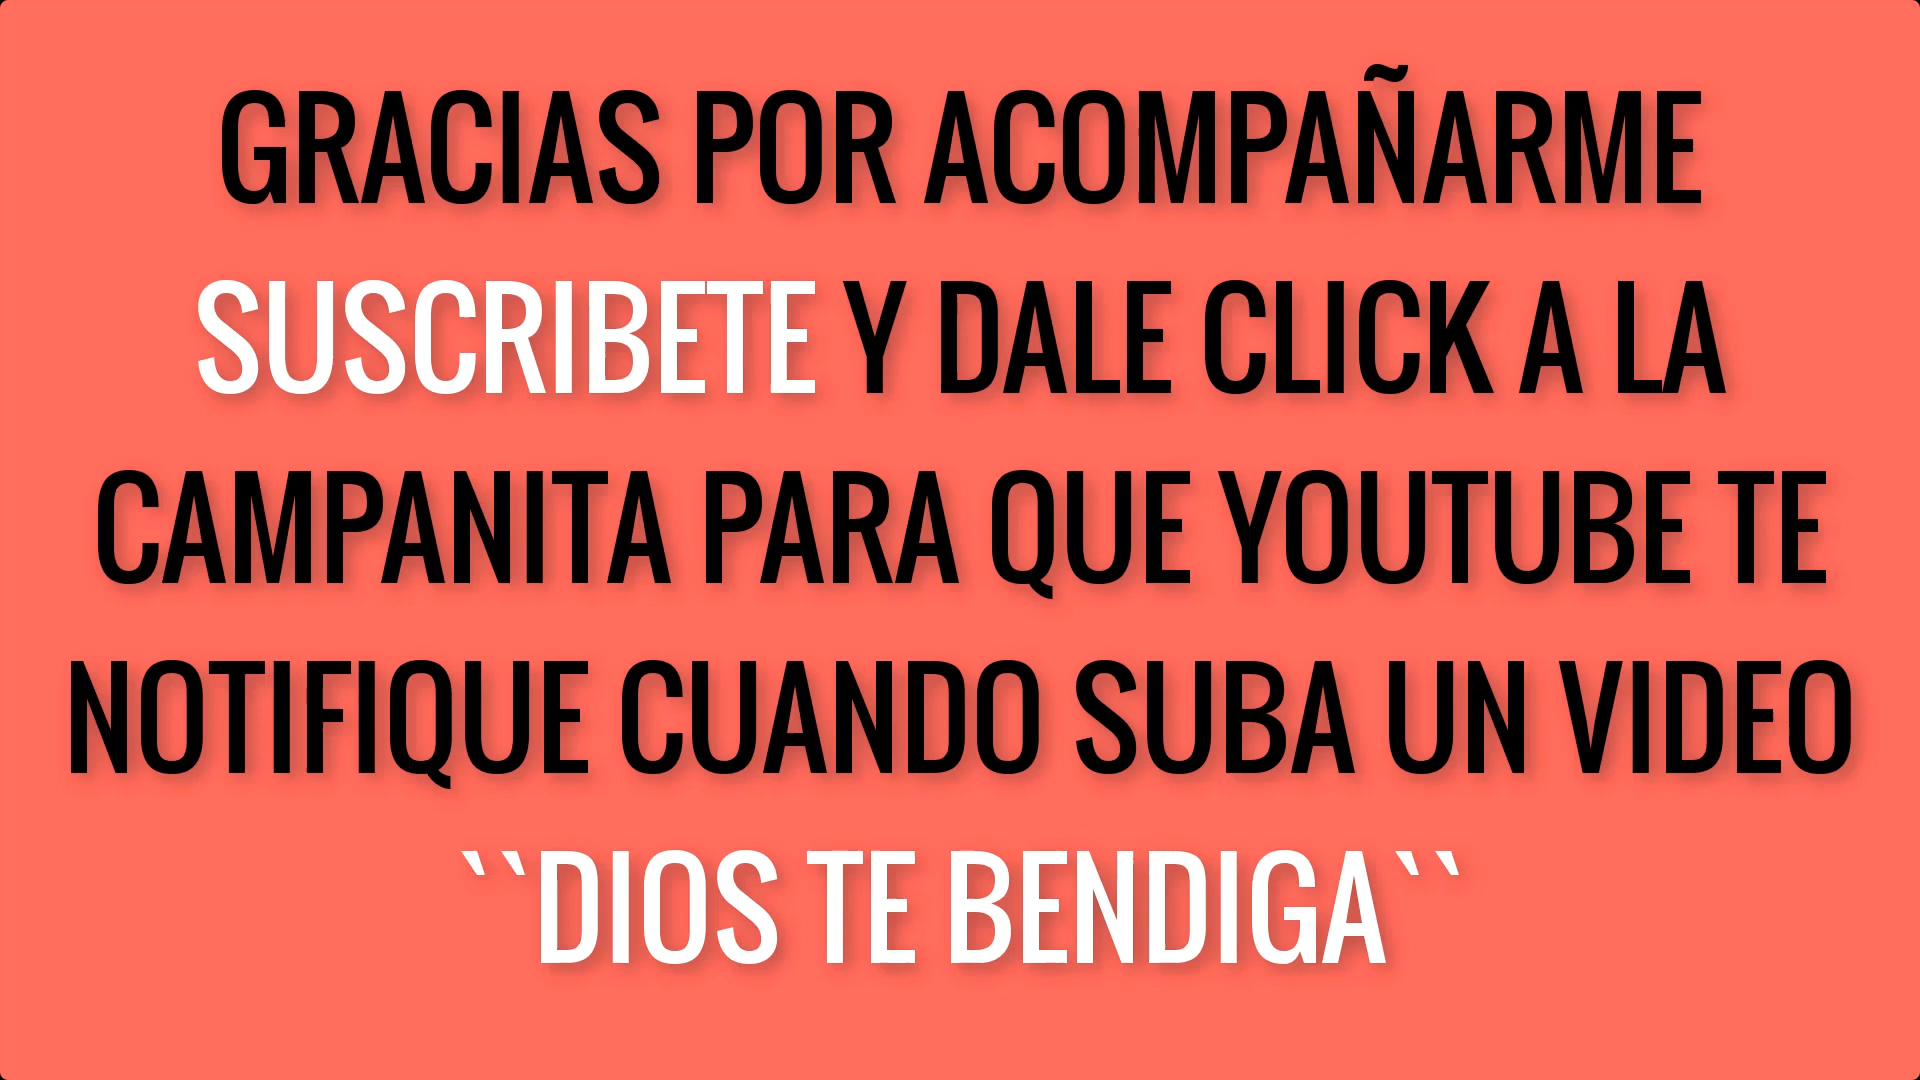 GRACIAS POR ACOMPAÑARME
SUSCRIBETE Y DALE CLICK A LA
CAMPANITA PARA QUE YOUTUBE TE
NOTIFIQUE CUANDO SUBA UN VIDEO
``DIOS TE BENDIGA``